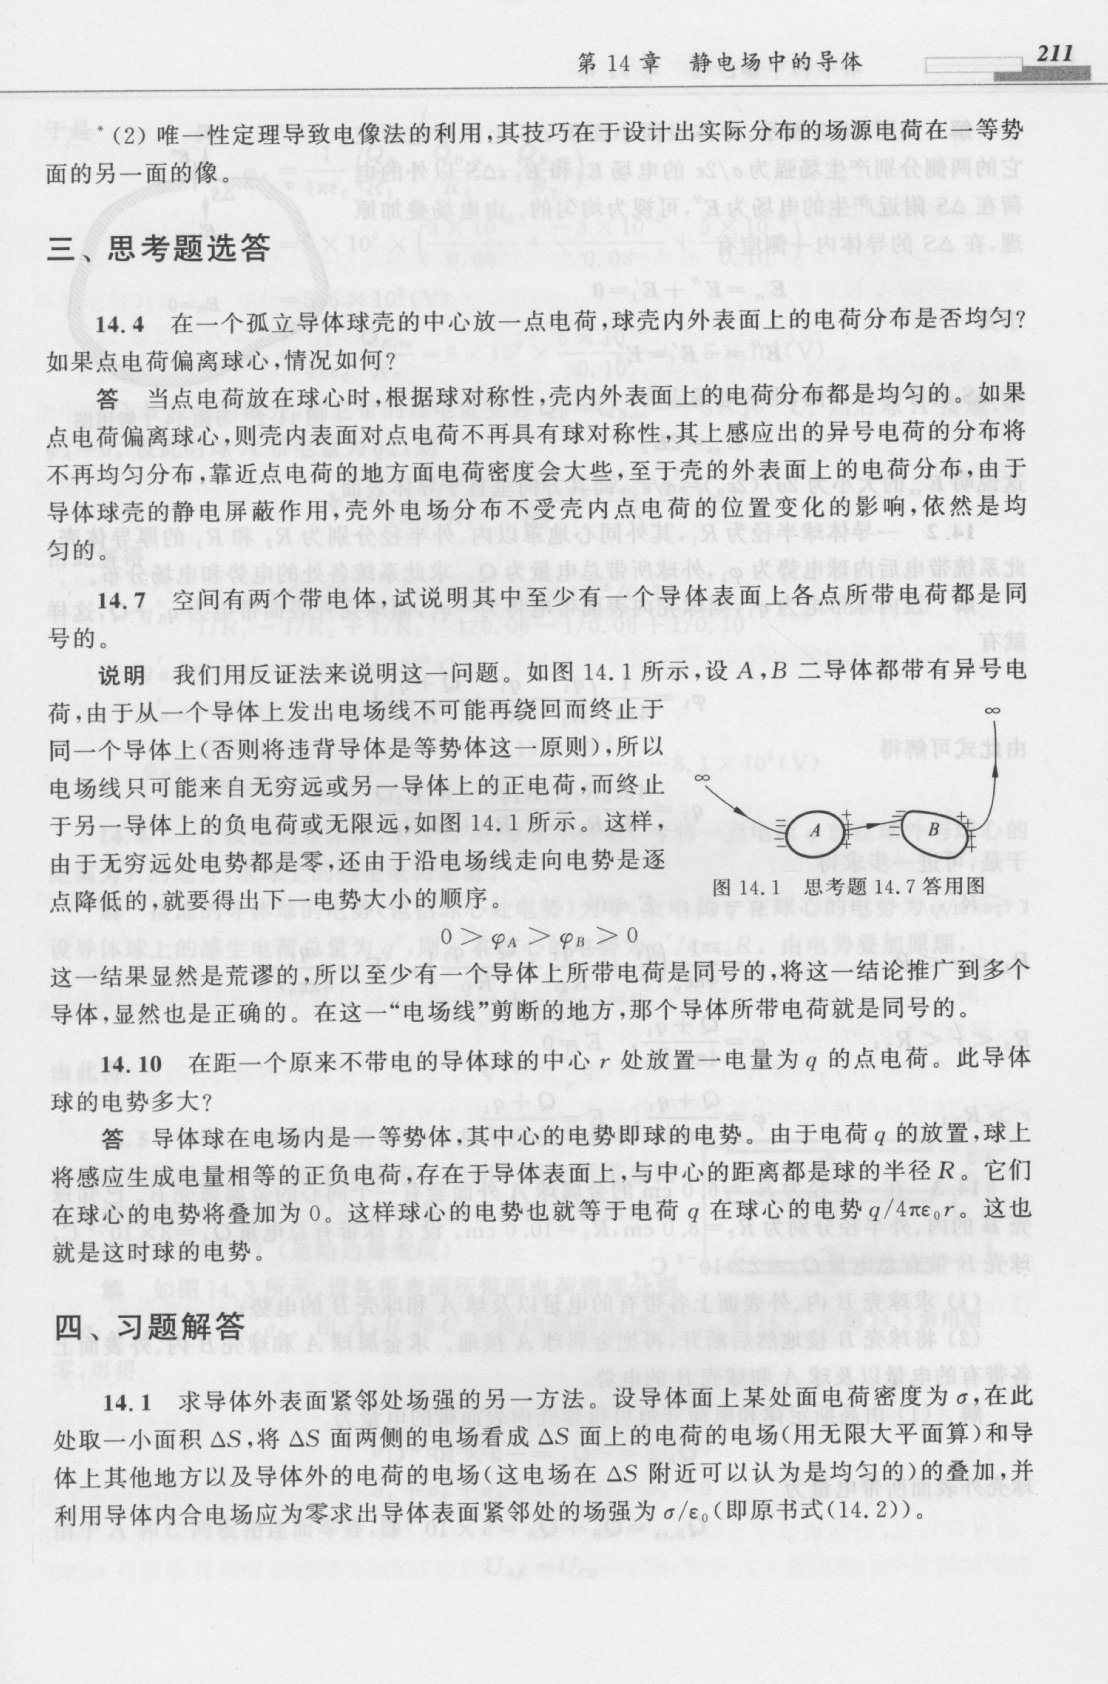 第 14 章 静电场中的导体
211
*(2) 唯一性定理导致电像法的利用,其技巧在于设计出实际分布的场源电荷在一等势
面的另一面的像。
三、思考题选答
14.4 在一个孤立导体球壳的中心放一点电荷,球壳内外表面上的电荷分布是否均匀?
如果点电荷偏离球心,情况如何?
答 当点电荷放在球心时,根据球对称性,壳内外表面上的电荷分布都是均匀的。如果
点电荷偏离球心,则壳内表面对点电荷不再具有球对称性,其上感应出的异号电荷的分布将
不再均匀分布,靠近点电荷的地方面电荷密度会大些,至于壳的外表面上的电荷分布,由于
导体球壳的静电屏蔽作用,壳外电场分布不受壳内点电荷的位置变化的影响,依然是均
匀的。
14.7 空间有两个带电体,试说明其中至少有一个导体表面上各点所带电荷都是同
号的。
说明 我们用反证法来说明这一问题。如图 14.1 所示,设 A,B 二导体都带有异号电
荷,由于从一个导体上发出电场线不可能再绕回而终止于
同一个导体上(否则将违背导体是等势体这一原则),所以
电场线只可能来自无穷远或另一导体上的正电荷,而终止
于另一导体上的负电荷或无限远,如图 14.1 所示。这样,
由于无穷远处电势都是零,还由于沿电场线走向电势是逐
点降低的,就要得出下一电势大小的顺序。
∞
∞
A
B
图 14.1 思考题 14.7 答用图
0 > φA > φB > 0
这一结果显然是荒谬的,所以至少有一个导体上所带电荷是同号的,将这一结论推广到多个
导体,显然也是正确的。在这一“电场线”剪断的地方,那个导体所带电荷就是同号的。
14.10 在距一个原来不带电的导体球的中心 r 处放置一电量为 q 的点电荷。此导体
球的电势多大?
答 导体球在电场内是一等势体,其中心的电势即球的电势。由于电荷 q 的放置,球上
将感应生成电量相等的正负电荷,存在于导体表面上,与中心的距离都是球的半径 R。它们
在球心的电势将叠加为 0。这样球心的电势也就等于电荷 q 在球心的电势 q/4πε₀r。这也
就是这时球的电势。
四、习题解答
14.1 求导体外表面紧邻处场强的另一方法。设导体面上某处面电荷密度为 σ,在此
处取一小面积 ΔS,将 ΔS 面两侧的电场看成 ΔS 面上的电荷的电场(用无限大平面算)和导
体上其他地方以及导体外的电荷的电场(这电场在 ΔS 附近可以认为是均匀的)的叠加,并
利用导体内合电场应为零求出导体表面紧邻处的场强为 σ/ε₀(即原书式(14.2))。